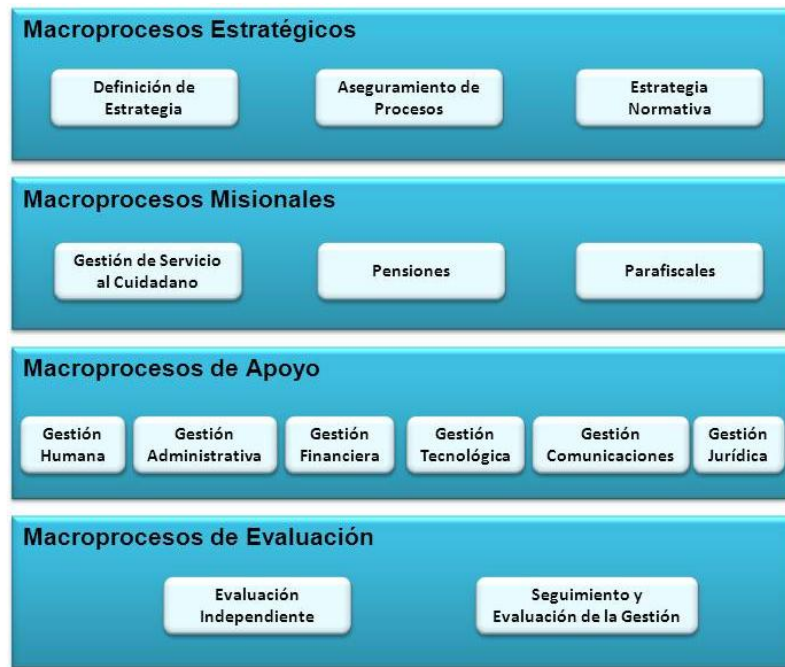 Macroprocesos Estratégicos
Definición de
Estrategia
Aseguramiento de
Procesos
Estrategia
Normativa
Macroprocesos Misionales
Gestión de Servicio
al Cuidadano
Pensiones
Parafiscales
Macroprocesos de Apoyo
Gestión
Humana
Gestión
Administrativa
Gestión
Financiera
Gestión
Tecnológica
Gestión
Comunicaciones
Gestión
Jurídica
Macroprocesos de Evaluación
Evaluación
Independiente
Seguimiento y
Evaluación de la Gestión